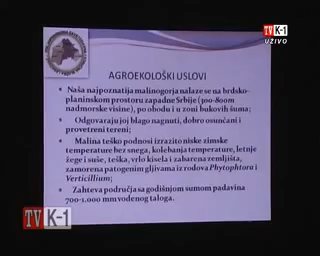 TV K-1
UŽIVO
AGROEKOLOŠKI USLOVI
• Naša najpoznatija malinogorja nalaze se na brdsko-
planinskom prostoru zapadne Srbije (300-800m
nadmorske visine), po obodu i u zoni bukovih šuma;
• Odgovaraju joj blago nagnuti, dobro osunčani i
provetreni tereni;
• Malina teško podnosi izrazito niske zimske
temperature bez snega, kolebanja temperature, letnje
žege i suše, teška, vrlo kisela i zabarena zemljišta,
zamorena patogenim gljivama iz rodova Phytophtora i
Verticillium;
• Zahteva područja sa godišnjom sumom padavina
700-1.000 mm vodenog taloga.
TV K-1